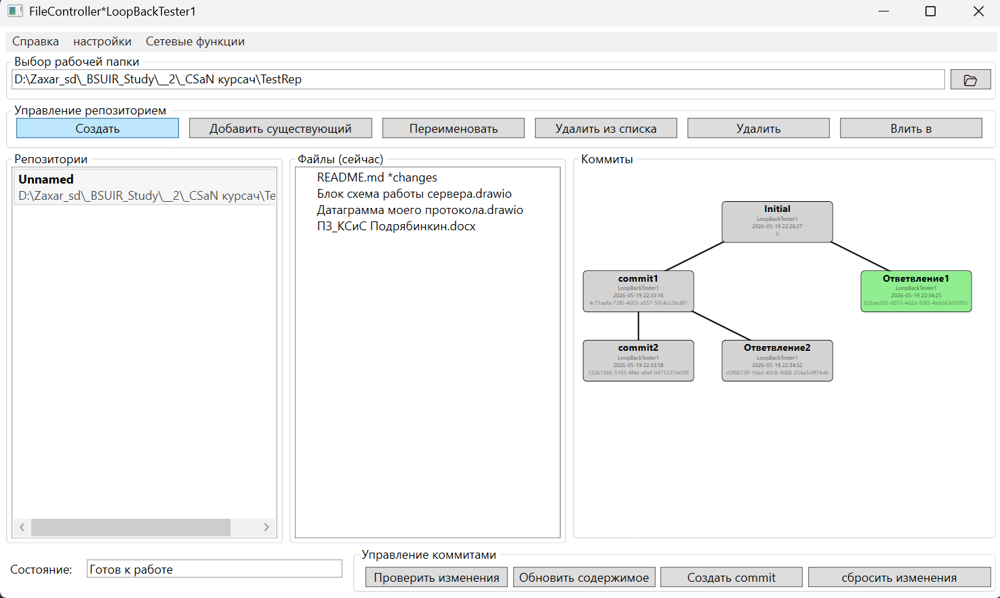 FileController*LoopBackTester1
Справка настройки Сетевые функции
Выбор рабочей папки
D:\Zaxar_sd\_BSUIR_Study\__2\_CSaN курсач\TestRep
Управление репозиторием
Создать Добавить существующий Переименовать Удалить из списка Удалить Влить в
Репозитории
Unnamed
D:\Zaxar_sd\_BSUIR_Study\__2\_CSaN курсач\Te
Файлы (сейчас)
README.md *changes
Блок схема работы сервера.drawio
Датаграмма моего протокола.drawio
ПЗ_КСиС Подрябинкин.docx
Коммиты
Initial
LoopBackTester1
2026-05-19 22:28:27
0
commit1
LoopBackTester1
2026-05-19 22:33:16
4c71aafa-72f0-4603-a357-50c4cc2bc8f1
Ответвление1
LoopBackTester1
2026-05-19 22:34:25
62bae335-d073-4d2a-83f3-4edd63d1695c
commit2
LoopBackTester1
2026-05-19 22:33:58
122b1366-5165-4f4e-a0ef-0471237de5f6
Ответвление2
LoopBackTester1
2026-05-19 22:34:52
d3f6b739-16ad-40c8-9088-254a5c9f74db
Состояние: Готов к работе
Управление коммитами
Проверить изменения Обновить содержимое Создать commit сбросить изменения